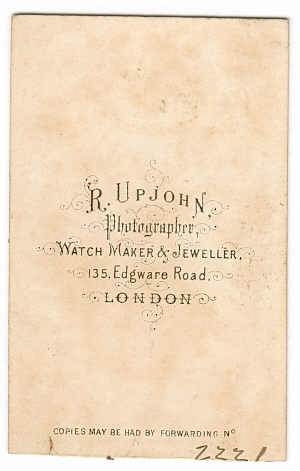 R. UPJOHN,
Photographer,
WATCH MAKER & JEWELLER,
135, Edgware Road,
LONDON
COPIES MAY BE HAD BY FORWARDING Nº
2221